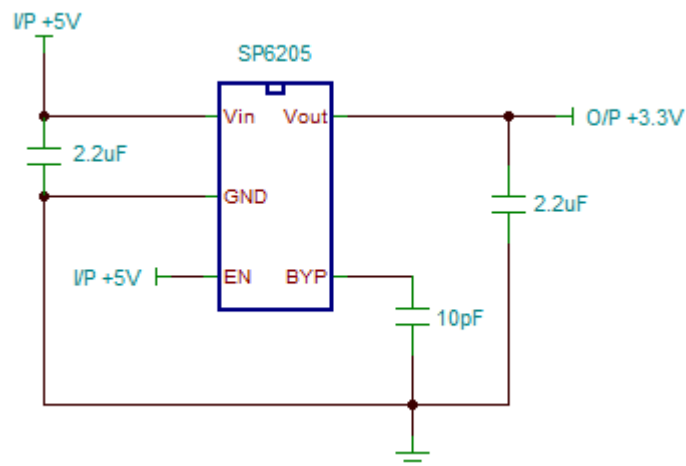 I/P +5V
SP6205
Vin Vout
O/P +3.3V
2.2uF
GND
2.2uF
I/P +5V
EN BYP
10pF